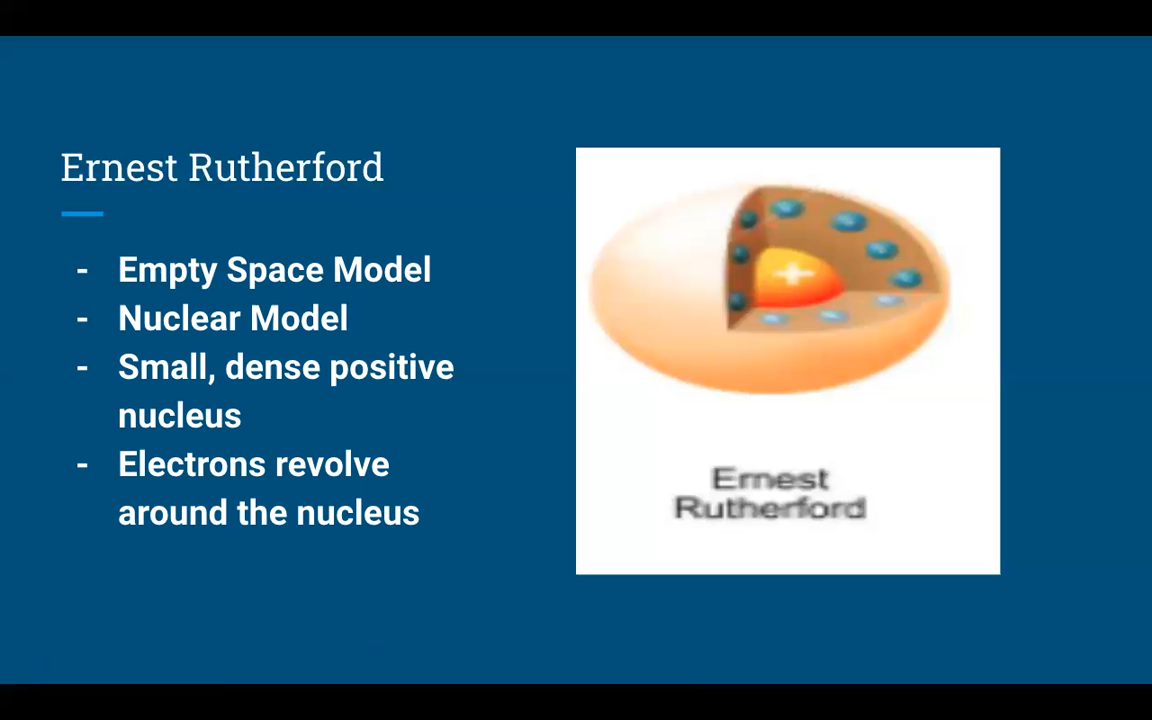 Ernest Rutherford
- Empty Space Model
- Nuclear Model
- Small, dense positive
nucleus
- Electrons revolve
around the nucleus
+
Ernest
Rutherford